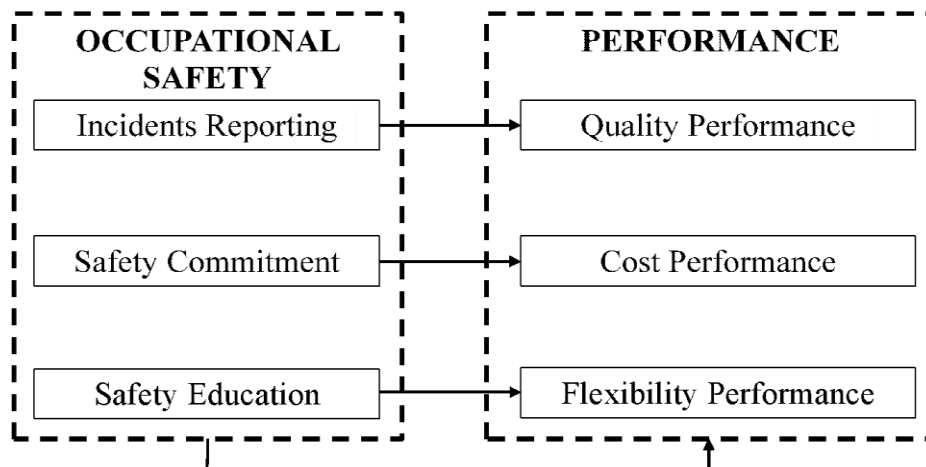 OCCUPATIONAL
SAFETY
Incidents Reporting
Safety Commitment
Safety Education
PERFORMANCE
Quality Performance
Cost Performance
Flexibility Performance